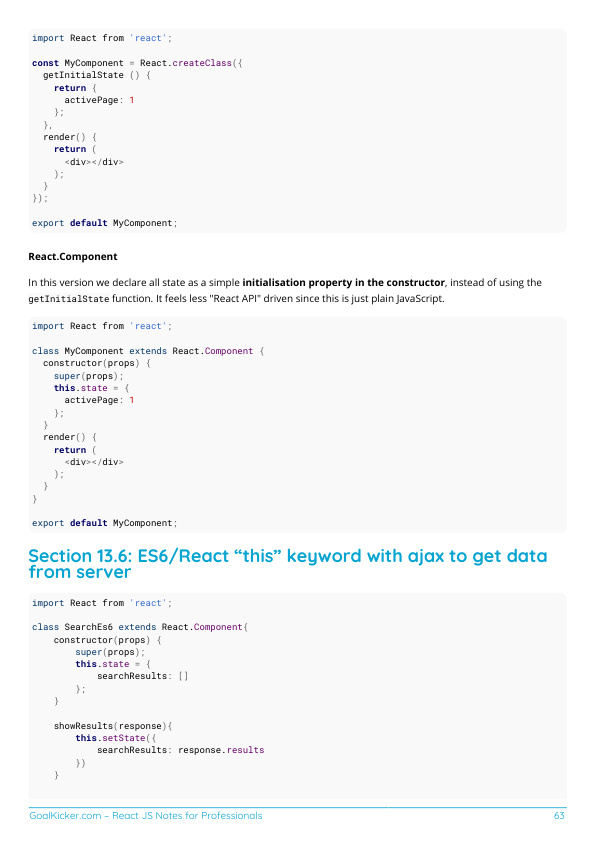 import React from 'react';

const MyComponent = React.createClass({
  getInitialState () {
    return {
      activePage: 1
    };
  },
  render() {
    return (
      <div></div>
    );
  }
});

export default MyComponent;

React.Component

In this version we declare all state as a simple initialisation property in the constructor, instead of using the
getInitialState function. It feels less "React API" driven since this is just plain JavaScript.

import React from 'react';

class MyComponent extends React.Component {
  constructor(props) {
    super(props);
    this.state = {
      activePage: 1
    };
  }
  render() {
    return (
      <div></div>
    );
  }
}

export default MyComponent;

Section 13.6: ES6/React “this” keyword with ajax to get data
from server

import React from 'react';

class SearchEs6 extends React.Component{
    constructor(props) {
        super(props);
        this.state = {
            searchResults: []
        };
    }

    showResults(response){
        this.setState({
            searchResults: response.results
        })
    }

GoalKicker.com – React JS Notes for Professionals 63